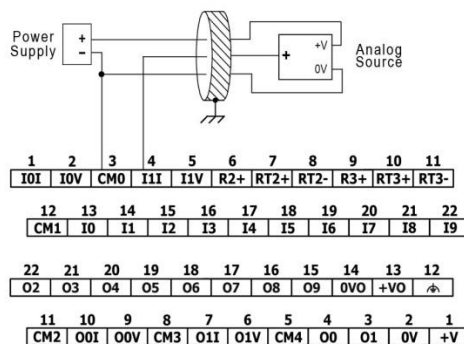 Power Supply
+
-
+
+V
0V
Analog Source
1 2 3 4 5 6 7 8 9 10 11
I0I I0V CM0 I1I I1V R2+ RT2+ RT2- R3+ RT3+ RT3-
12 13 14 15 16 17 18 19 20 21 22
CM1 I0 I1 I2 I3 I4 I5 I6 I7 I8 I9
22 21 20 19 18 17 16 15 14 13 12
O2 O3 O4 O5 O6 O7 O8 O9 0VO +VO
11 10 9 8 7 6 5 4 3 2 1
CM2 O0I O0V CM3 O1I O1V CM4 O0 O1 0V +V